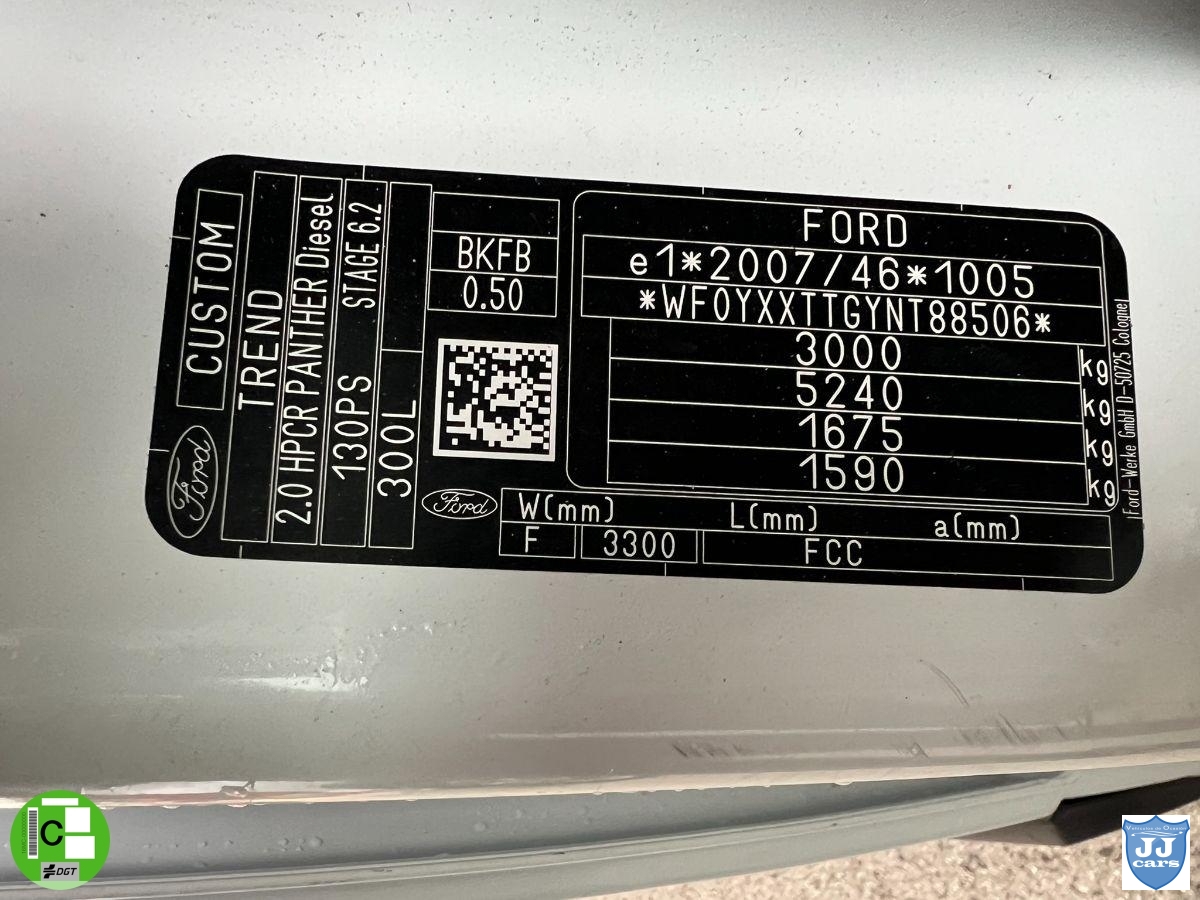 CUSTOM
Ford
TREND
2.0 HPCR PANTHER Diesel
130PS STAGE 6.2
300L
BKFB
0.50
Ford
FORD
e1*2007/46*1005
*WF0YXXTTGYNT88506*
3000 kg
5240 kg
1675 kg
1590 kg
Ford-Werke GmbH D-50725 Cologne
W(mm) L(mm) a(mm)
F 3300 FCC
C
DGT
JJ
cars